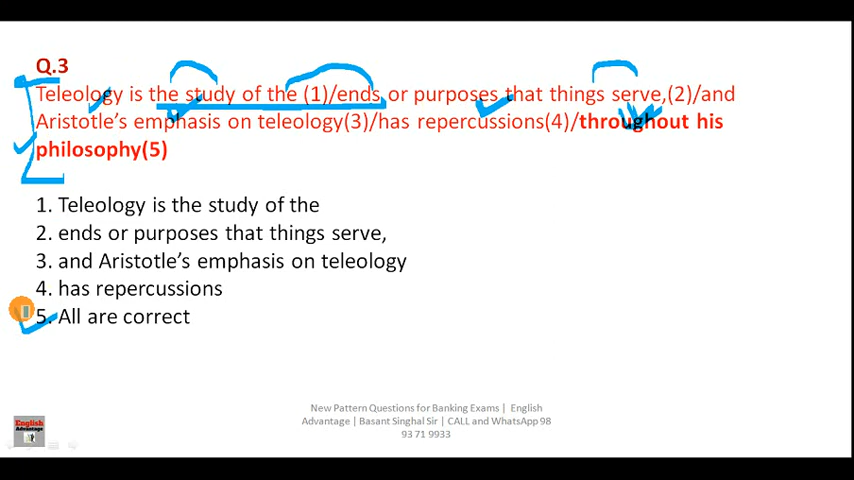 Q.3
Teleology is the study of the (1)/ends or purposes that things serve,(2)/and
Aristotle's emphasis on teleology(3)/has repercussions(4)/throughout his
philosophy(5)
1. Teleology is the study of the
2. ends or purposes that things serve,
3. and Aristotle's emphasis on teleology
4. has repercussions
5. All are correct
New Pattern Questions for Banking Exams | English
Advantage | Basant Singhal Sir | CALL and WhatsApp 98
93 71 9933
English
Advantage